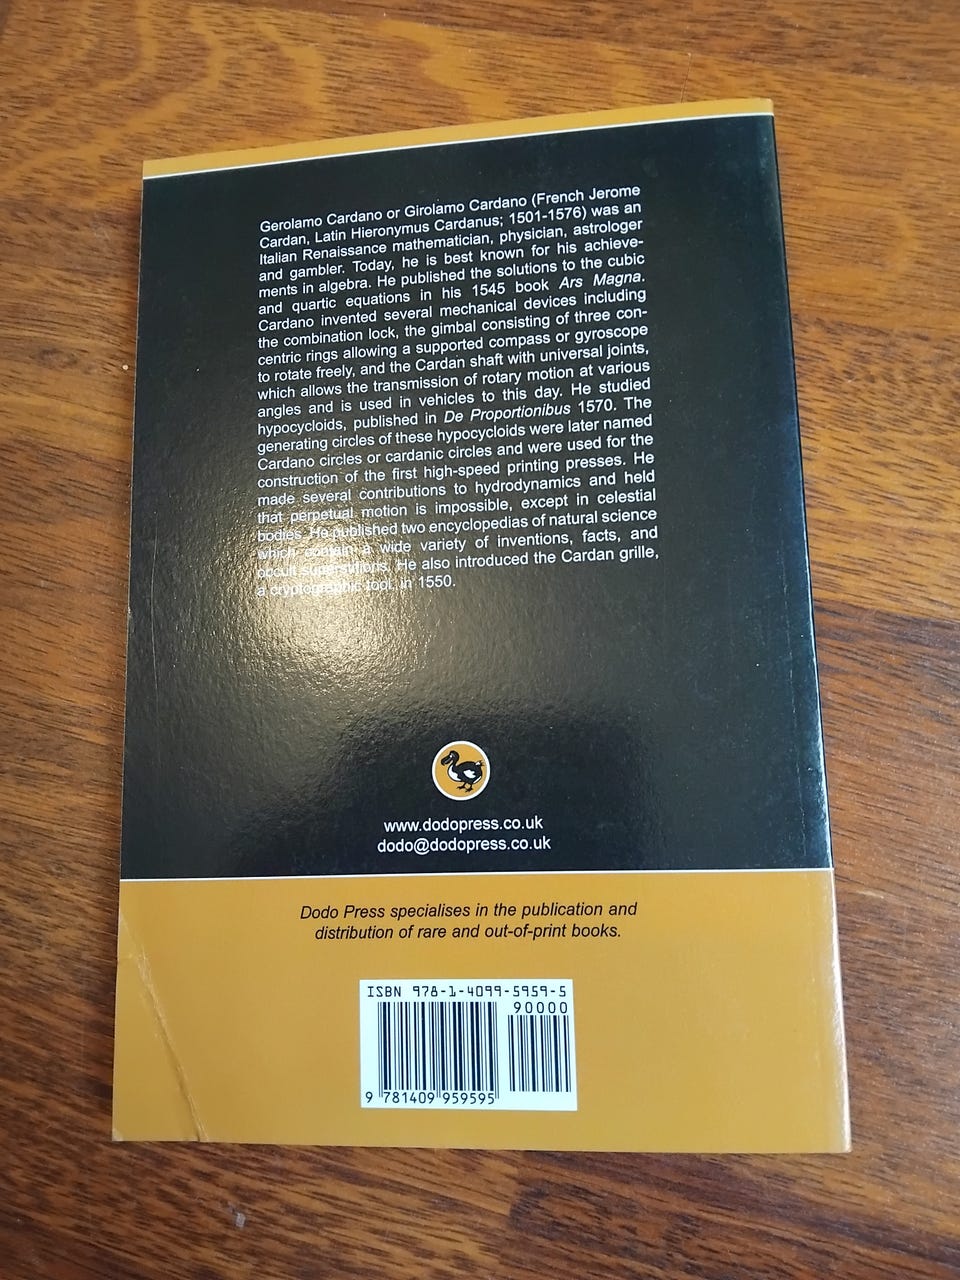 Gerolamo Cardano or Girolamo Cardano (French Jerome
Cardan, Latin Hieronymus Cardanus; 1501-1576) was an
Italian Renaissance mathematician, physician, astrologer
and gambler. Today, he is best known for his achieve-
ments in algebra. He published the solutions to the cubic
and quartic equations in his 1545 book Ars Magna.
Cardano invented several mechanical devices including
the combination lock, the gimbal consisting of three con-
centric rings allowing a supported compass or gyroscope
to rotate freely, and the Cardan shaft with universal joints,
which allows the transmission of rotary motion at various
angles and is used in vehicles to this day. He studied
hypocycloids, published in De Proportionibus 1570. The
generating circles of these hypocycloids were later named
Cardano circles or cardanic circles and were used for the
construction of the first high-speed printing presses. He
made several contributions to hydrodynamics and held
that perpetual motion is impossible, except in celestial
bodies. He published two encyclopedias of natural science
which contain a wide variety of inventions, facts, and
occult superstitions. He also introduced the Cardan grille,
a cryptographic tool, in 1550.
www.dodopress.co.uk
dodo@dodopress.co.uk
Dodo Press specialises in the publication and
distribution of rare and out-of-print books.
ISBN 978-1-4099-5959-5
90000
9 781409 959595